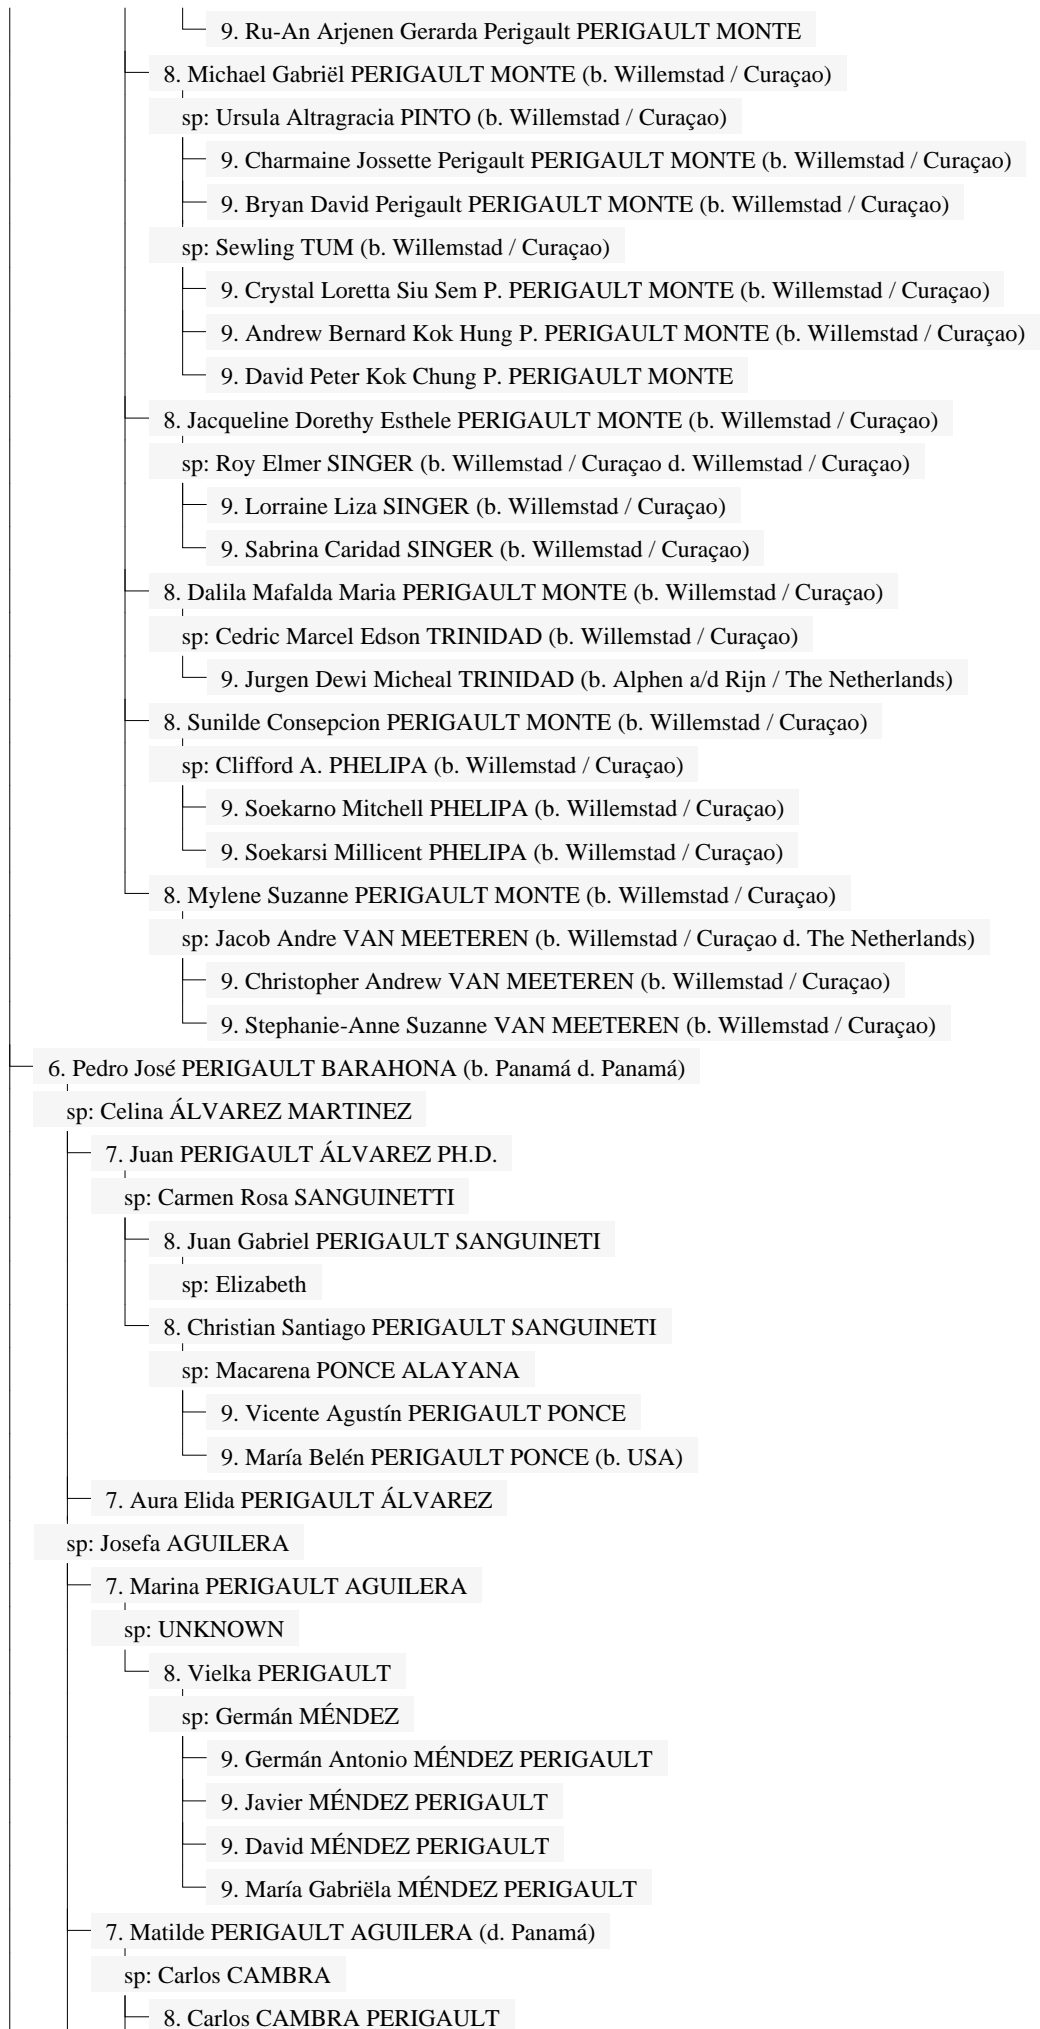 9. Ru-An Arjenen Gerarda Perigault PERIGAULT MONTE
8. Michael Gabriël PERIGAULT MONTE (b. Willemstad / Curaçao)
sp: Ursula Altragracia PINTO (b. Willemstad / Curaçao)
9. Charmaine Jossette Perigault PERIGAULT MONTE (b. Willemstad / Curaçao)
9. Bryan David Perigault PERIGAULT MONTE (b. Willemstad / Curaçao)
sp: Sewling TUM (b. Willemstad / Curaçao)
9. Crystal Loretta Siu Sem P. PERIGAULT MONTE (b. Willemstad / Curaçao)
9. Andrew Bernard Kok Hung P. PERIGAULT MONTE (b. Willemstad / Curaçao)
9. David Peter Kok Chung P. PERIGAULT MONTE
8. Jacqueline Dorethy Esthele PERIGAULT MONTE (b. Willemstad / Curaçao)
sp: Roy Elmer SINGER (b. Willemstad / Curaçao d. Willemstad / Curaçao)
9. Lorraine Liza SINGER (b. Willemstad / Curaçao)
9. Sabrina Caridad SINGER (b. Willemstad / Curaçao)
8. Dalila Mafalda Maria PERIGAULT MONTE (b. Willemstad / Curaçao)
sp: Cedric Marcel Edson TRINIDAD (b. Willemstad / Curaçao)
9. Jurgen Dewi Micheal TRINIDAD (b. Alphen a/d Rijn / The Netherlands)
8. Sunilde Consepcion PERIGAULT MONTE (b. Willemstad / Curaçao)
sp: Clifford A. PHELIPA (b. Willemstad / Curaçao)
9. Soekarno Mitchell PHELIPA (b. Willemstad / Curaçao)
9. Soekarsi Millicent PHELIPA (b. Willemstad / Curaçao)
8. Mylene Suzanne PERIGAULT MONTE (b. Willemstad / Curaçao)
sp: Jacob Andre VAN MEETEREN (b. Willemstad / Curaçao d. The Netherlands)
9. Christopher Andrew VAN MEETEREN (b. Willemstad / Curaçao)
9. Stephanie-Anne Suzanne VAN MEETEREN (b. Willemstad / Curaçao)
6. Pedro José PERIGAULT BARAHONA (b. Panamá d. Panamá)
sp: Celina ÁLVAREZ MARTINEZ
7. Juan PERIGAULT ÁLVAREZ PH.D.
sp: Carmen Rosa SANGUINETTI
8. Juan Gabriel PERIGAULT SANGUINETI
sp: Elizabeth
8. Christian Santiago PERIGAULT SANGUINETI
sp: Macarena PONCE ALAYANA
9. Vicente Agustín PERIGAULT PONCE
9. María Belén PERIGAULT PONCE (b. USA)
7. Aura Elida PERIGAULT ÁLVAREZ
sp: Josefa AGUILERA
7. Marina PERIGAULT AGUILERA
sp: UNKNOWN
8. Vielka PERIGAULT
sp: Germán MÉNDEZ
9. Germán Antonio MÉNDEZ PERIGAULT
9. Javier MÉNDEZ PERIGAULT
9. David MÉNDEZ PERIGAULT
9. María Gabriëla MÉNDEZ PERIGAULT
7. Matilde PERIGAULT AGUILERA (d. Panamá)
sp: Carlos CAMBRA
8. Carlos CAMBRA PERIGAULT